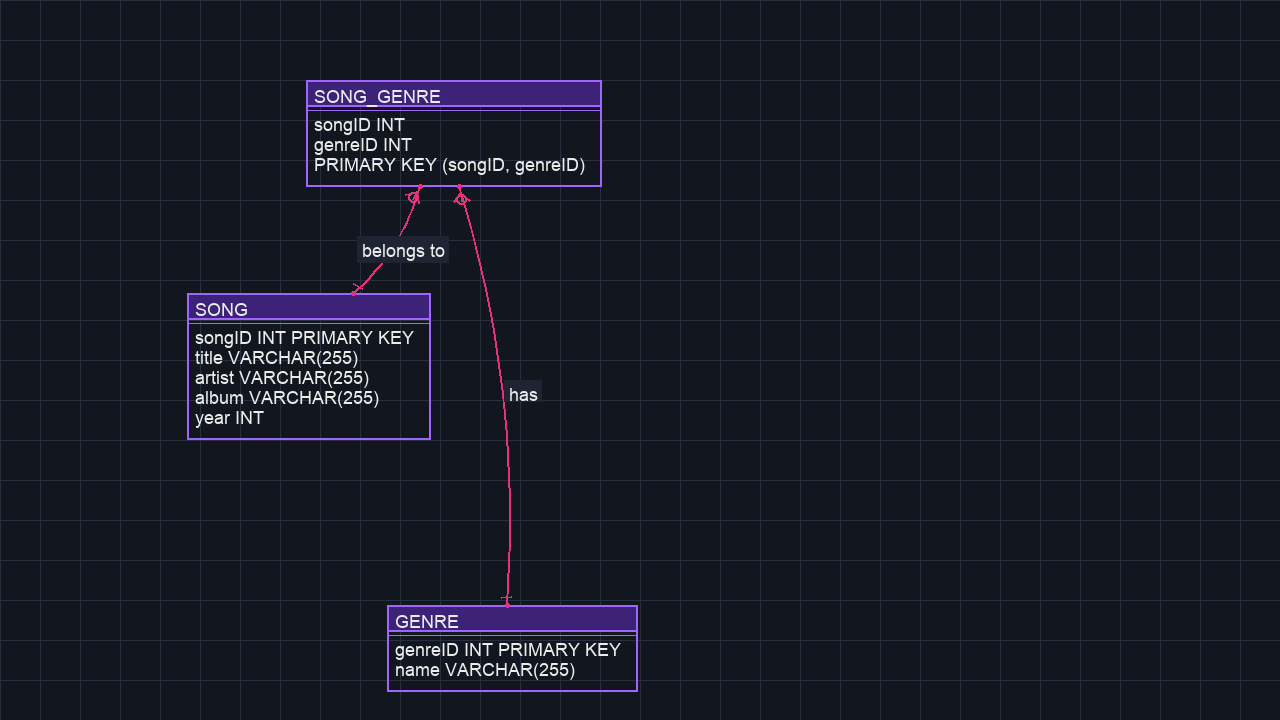 SONG_GENRE
songID INT
genreID INT
PRIMARY KEY (songID, genreID)
belongs to
SONG
songID INT PRIMARY KEY
title VARCHAR(255)
artist VARCHAR(255)
album VARCHAR(255)
year INT
has
GENRE
genreID INT PRIMARY KEY
name VARCHAR(255)